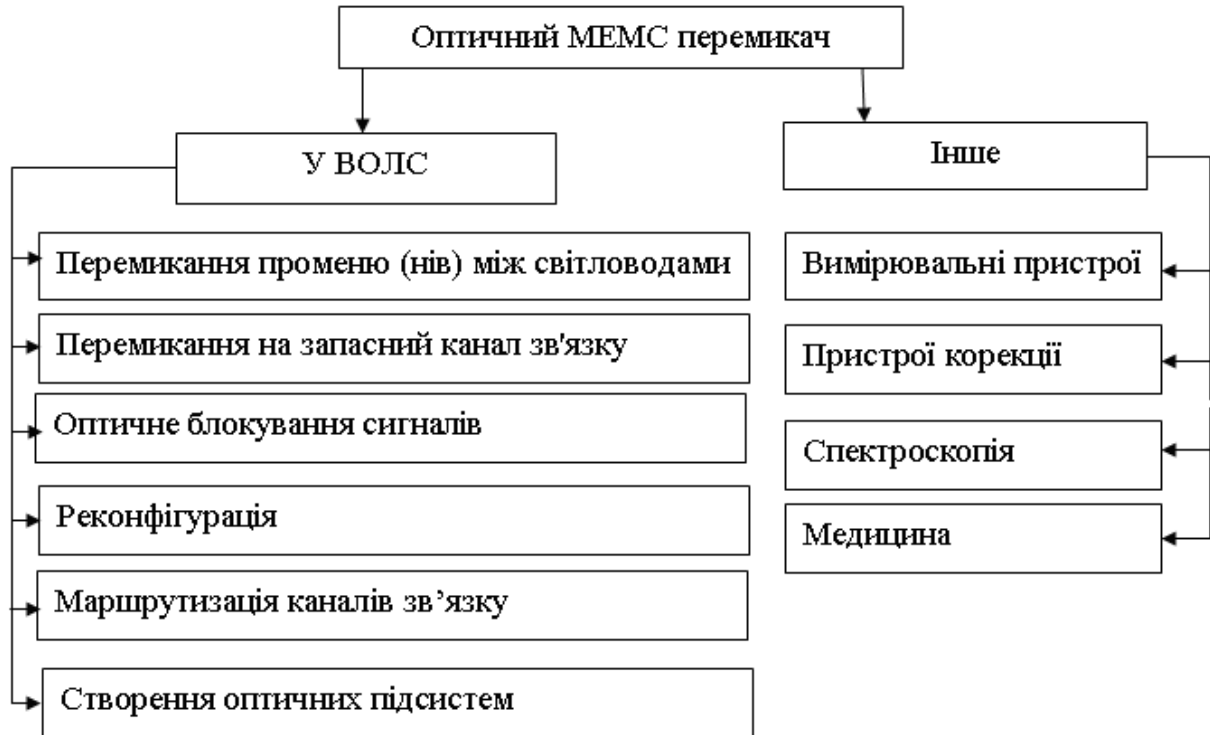 Оптичний МЕМС перемикач
У ВОЛС
Перемикання променю (нів) між світловодами
Перемикання на запасний канал зв'язку
Оптичне блокування сигналів
Реконфігурація
Маршрутизація каналів зв’язку
Створення оптичних підсистем
Інше
Вимірювальні пристрої
Пристрої корекції
Спектроскопія
Медицина